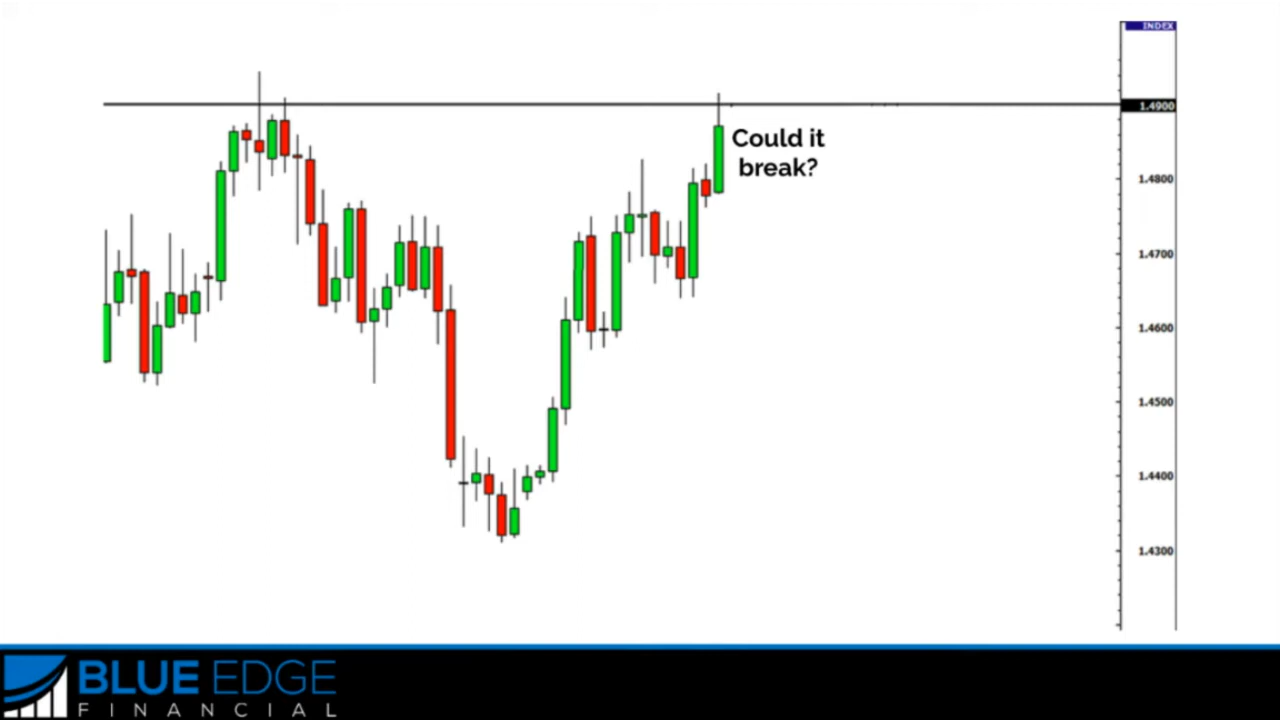 INDEX
1.4900
Could it
break?
1.4800
1.4700
1.4600
1.4500
1.4400
1.4300
BLUE EDGE
FINANCIAL